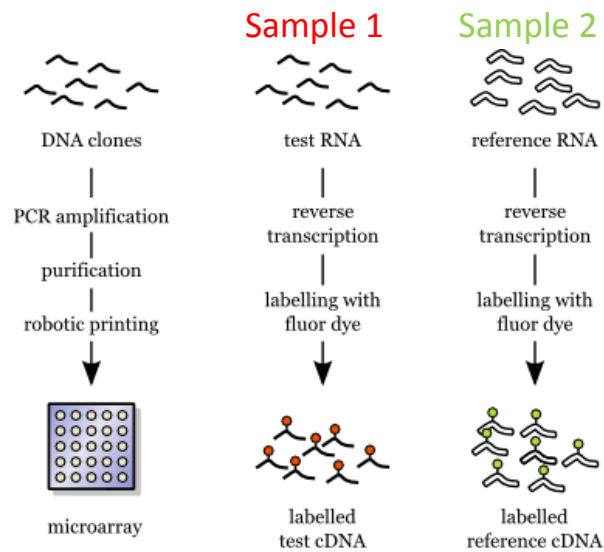 Sample 1
Sample 2
DNA clones
PCR amplification
purification
robotic printing
microarray
test RNA
reverse
transcription
labelling with
fluor dye
labelled
test cDNA
reference RNA
reverse
transcription
labelling with
fluor dye
labelled
reference cDNA